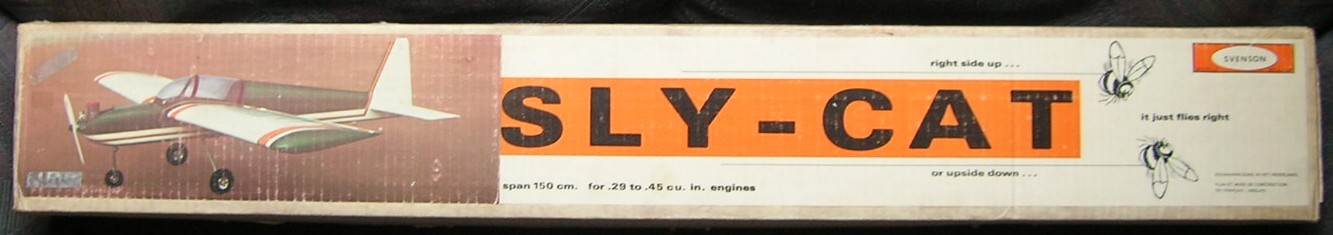 right side up ...
SVENSON
SLY-CAT
it just flies right
or upside down ...
span 150 cm. for .29 to .45 cu. in. engines